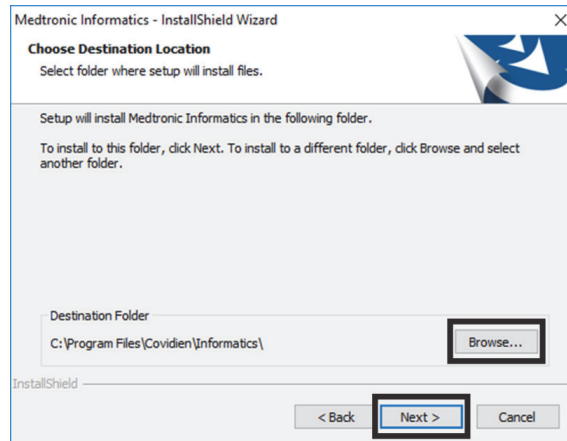 Medtronic Informatics - InstallShield Wizard
Choose Destination Location
Select folder where setup will install files.
Setup will install Medtronic Informatics in the following folder.
To install to this folder, click Next. To install to a different folder, click Browse and select
another folder.
Destination Folder
C:\Program Files\Covidien\Informatics\
Browse...
InstallShield
< Back
Next >
Cancel